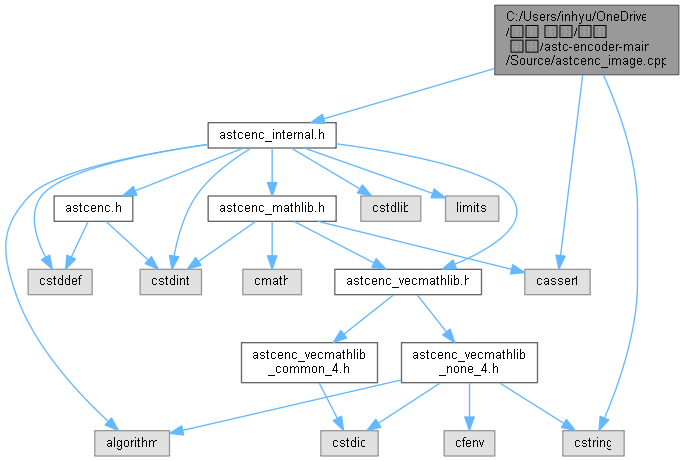 C:/Users/inhyu/OneDrive
/□□ □□/□□
□□/astc-encoder-main
/Source/astcenc_image.cpp
astcenc_internal.h
astcenc.h
astcenc_mathlib.h
cstdlib
limits
cstddef
cstdint
cmath
astcenc_vecmathlib.h
cassert
astcenc_vecmathlib
_common_4.h
astcenc_vecmathlib
_none_4.h
algorithm
cstdio
cfenv
cstring